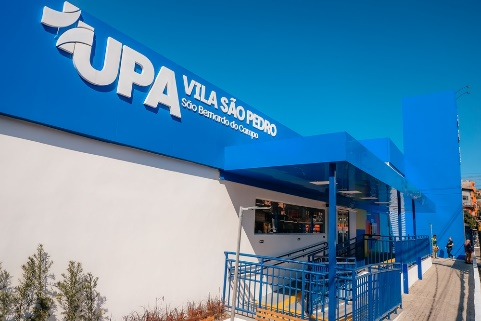 UPA
VILA SÃO PEDRO
São Bernardo do Campo